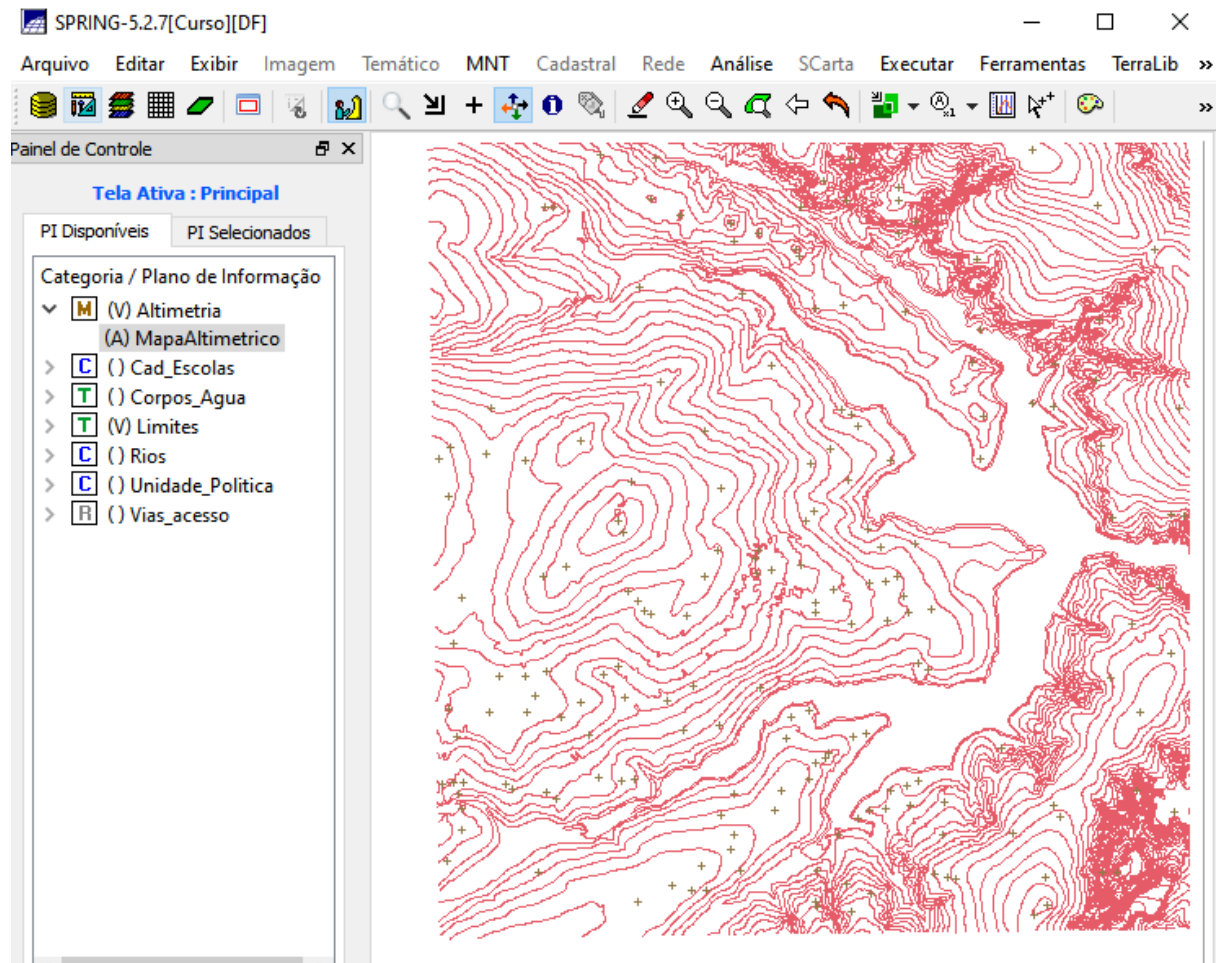 SPRING-5.2.7[Curso][DF]
Arquivo Editar Exibir Imagem Temático MNT Cadastral Rede Análise SCarta Executar Ferramentas TerraLib »
»
Painel de Controle
Tela Ativa : Principal
PI Disponíveis PI Selecionados
Categoria / Plano de Informação
M (V) Altimetria
(A) MapaAltimetrico
C ( ) Cad_Escolas
T ( ) Corpos_Agua
T (V) Limites
C ( ) Rios
C ( ) Unidade_Politica
R ( ) Vias_acesso